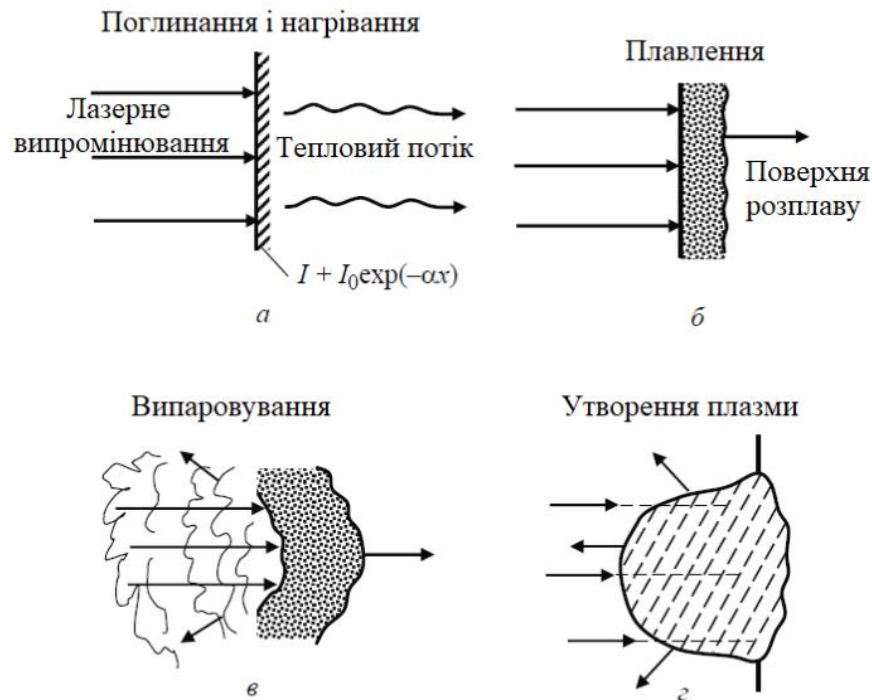 Поглинання і нагрівання
Лазерне
випромінювання
Тепловий потік
I + I₀exp(–αx)
а
Плавлення
Поверхня
розплаву
б
Випаровування
в
Утворення плазми
г